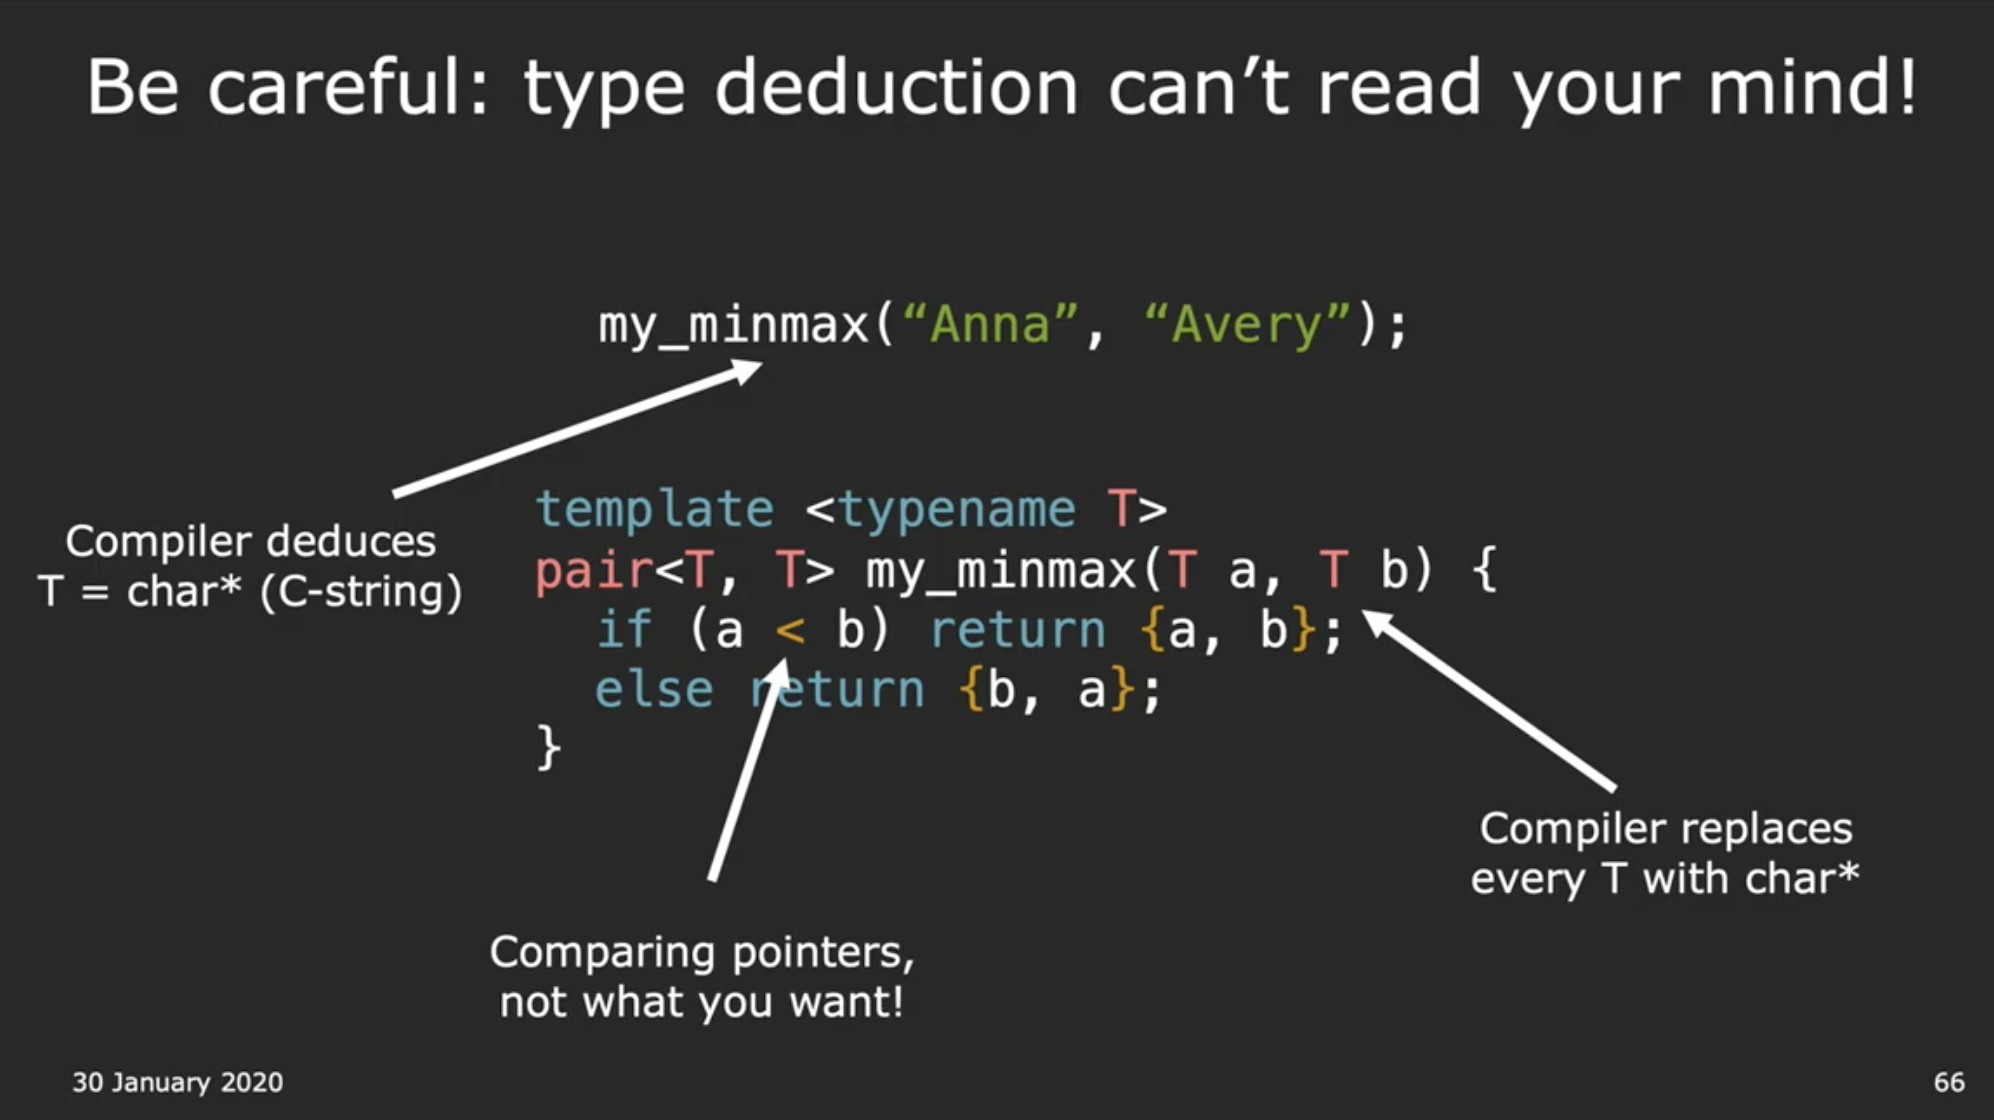 Be careful: type deduction can’t read your mind!
my_minmax(“Anna”, “Avery”);
Compiler deduces
T = char* (C-string)
template <typename T>
pair<T, T> my_minmax(T a, T b) {
if (a < b) return {a, b};
else return {b, a};
}
Compiler replaces
every T with char*
Comparing pointers,
not what you want!
30 January 2020
66